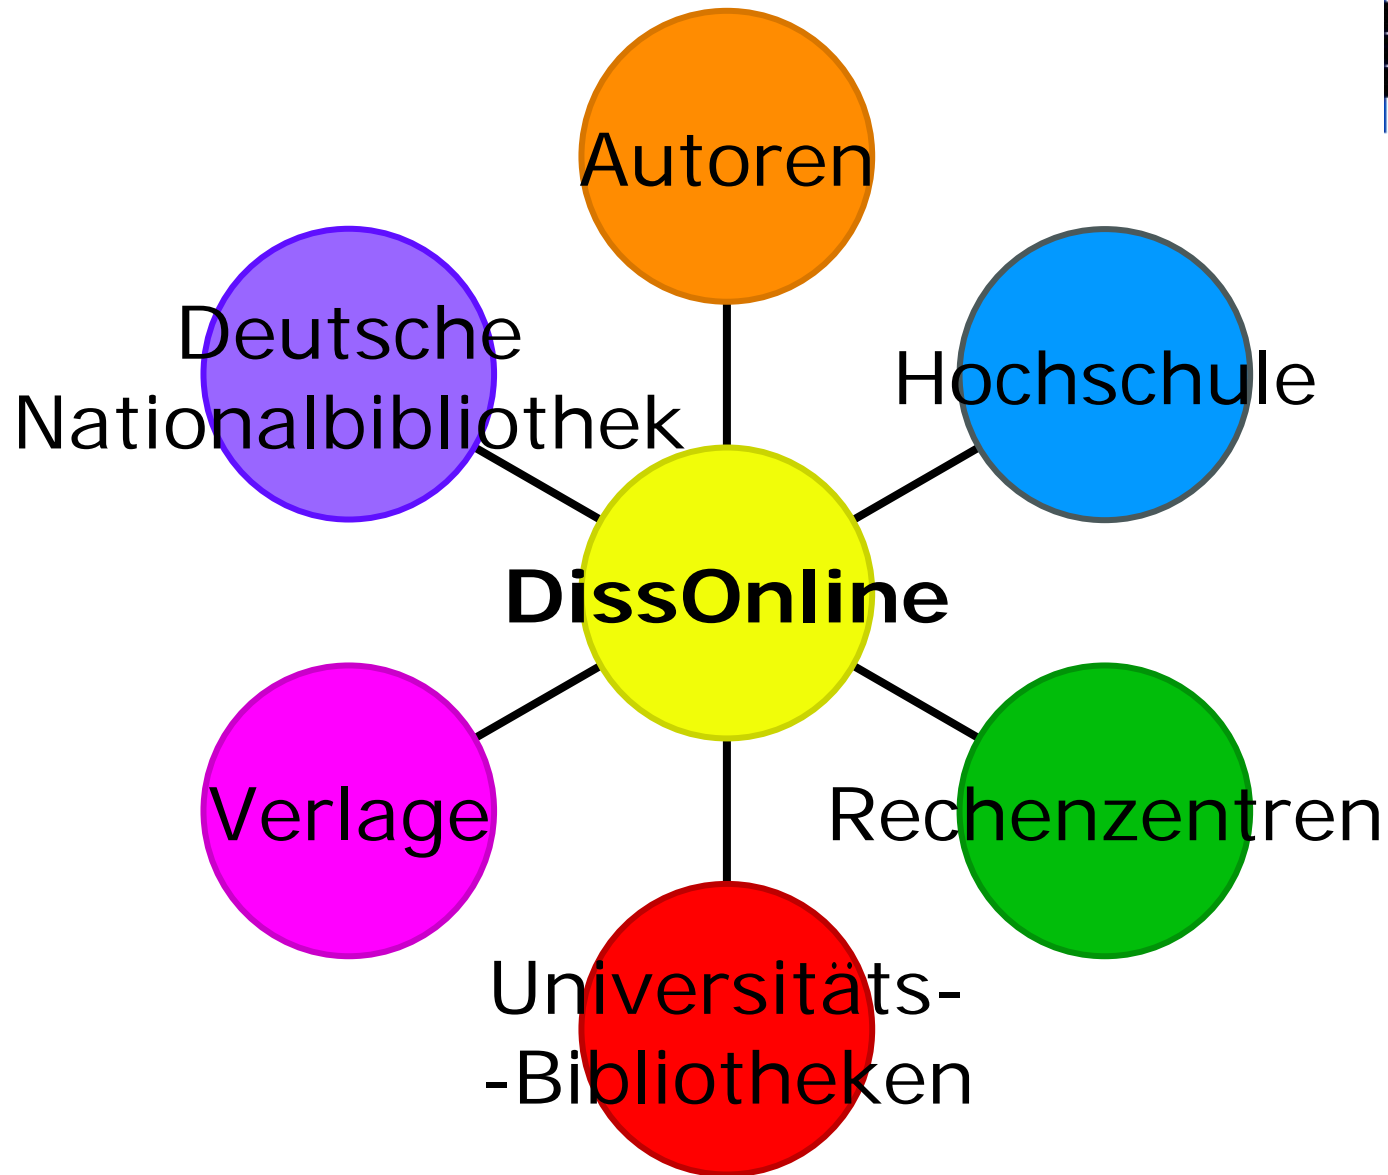 Autoren
Deutsche
Nationalbibliothek
Hochschule
DissOnline
Verlage
Rechenzentren
Universitäts-
-Bibliotheken